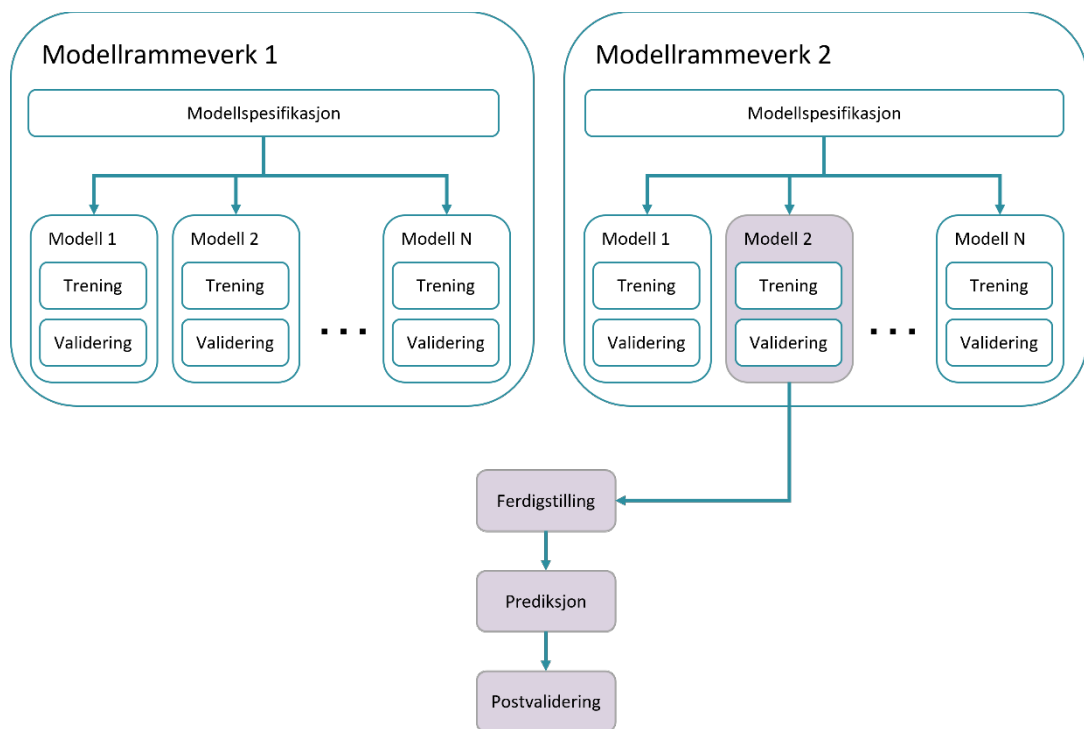 Modellrammeverk 1
Modellspesifikasjon
Modell 1
Trening
Validering
Modell 2
Trening
Validering
...
Modell N
Trening
Validering
Modellrammeverk 2
Modellspesifikasjon
Modell 1
Trening
Validering
Modell 2
Trening
Validering
...
Modell N
Trening
Validering
Ferdigstilling
Prediksjon
Postvalidering